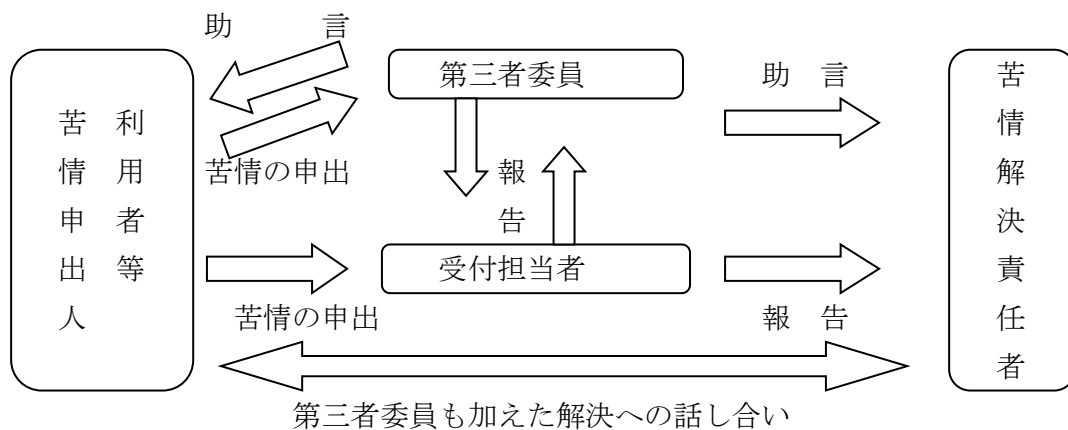 助　言
第三者委員
助　言
利用者等
苦情申出人
苦情の申出
報告
苦情解決責任者
受付担当者
苦情の申出
報　告
第三者委員も加えた解決への話し合い